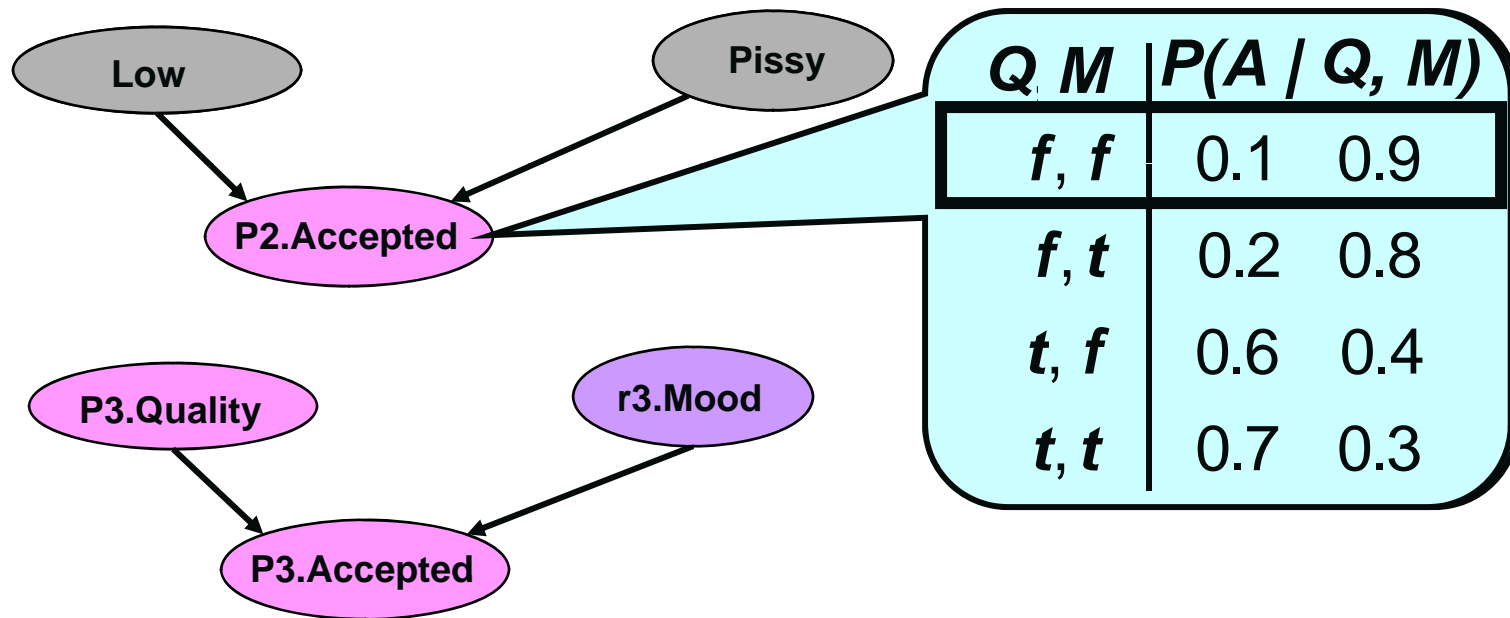 Low
Pissy
P2.Accepted
P3.Quality
r3.Mood
P3.Accepted
Q, M P(A | Q, M)
f, f 0.1 0.9
f, t 0.2 0.8
t, f 0.6 0.4
t, t 0.7 0.3